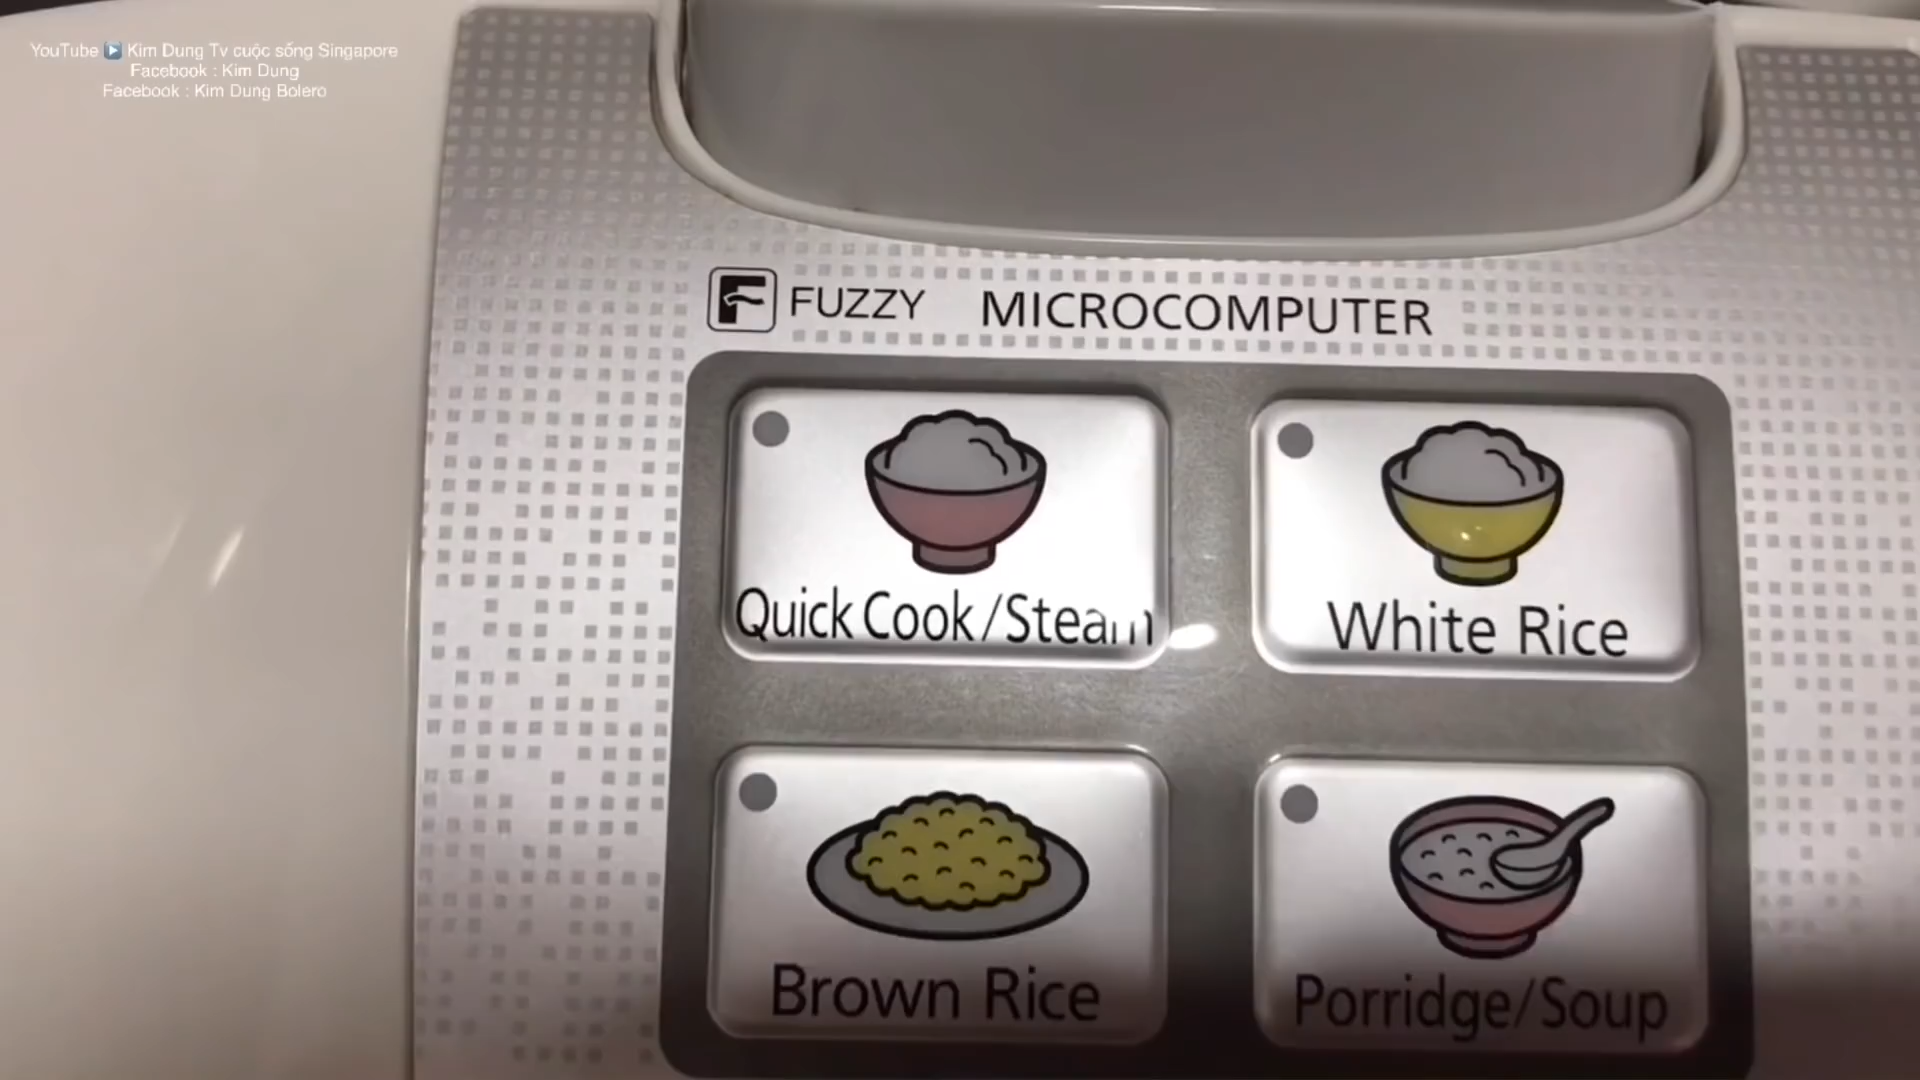 YouTube ▶ Kim Dung Tv cuộc sống Singapore
Facebook : Kim Dung
Facebook : Kim Dung Bolero
FUZZY MICROCOMPUTER
Quick Cook/Steam
White Rice
Brown Rice
Porridge/Soup